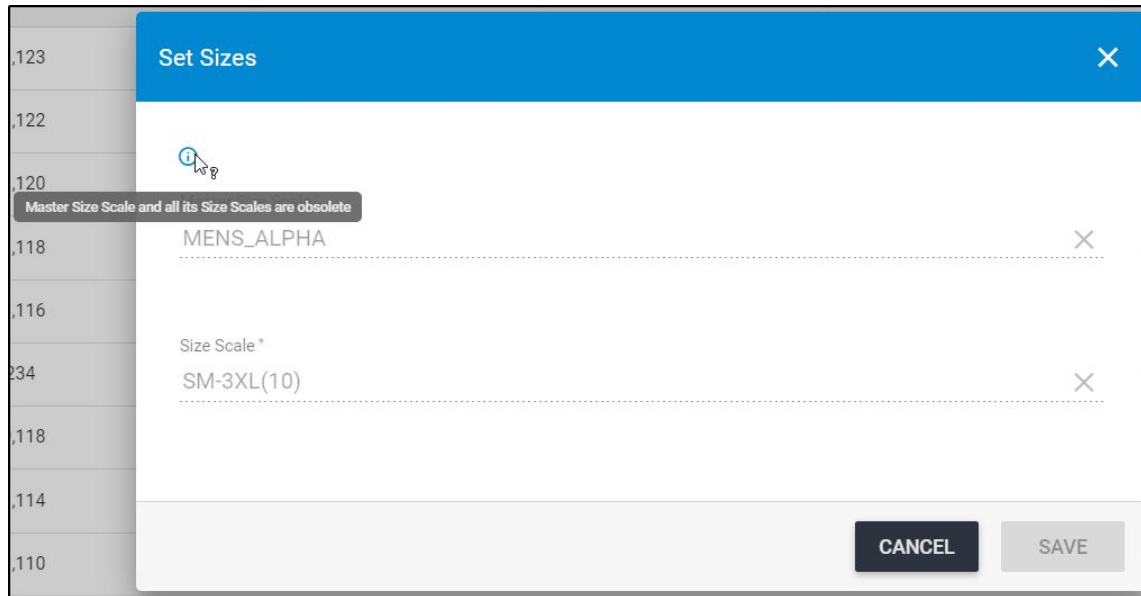 ,123
Set Sizes
,122
,120
Master Size Scale and all its Size Scales are obsolete
MENS_ALPHA
,118
,116
Size Scale *
SM-3XL(10)
234
,118
,114
CANCEL
SAVE
,110